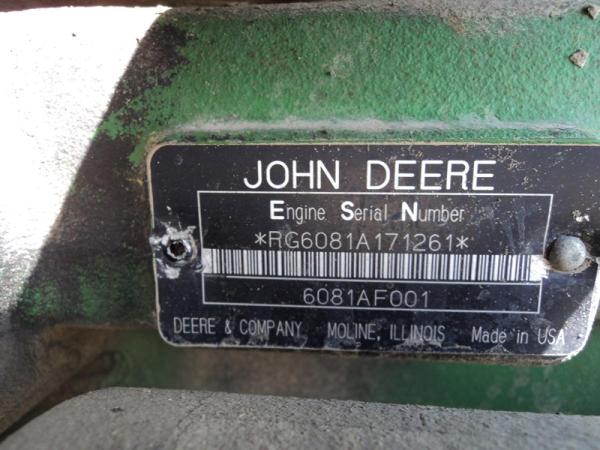 JOHN DEERE
Engine Serial Number
*RG6081A171261*
6081AF001
DEERE & COMPANY MOLINE, ILLINOIS Made in USA